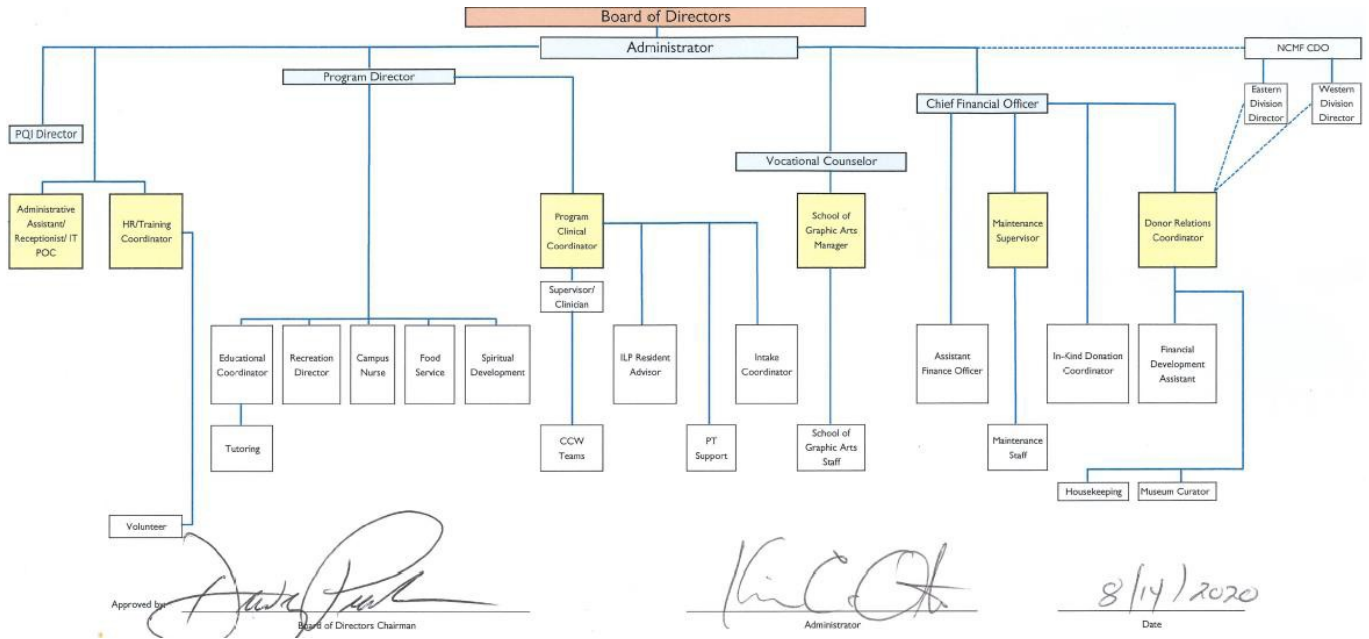 Board of Directors
Administrator
NCMF CDO
Program Director
Eastern
Division
Director
Western
Division
Director
Chief Financial Officer
PQI Director
Vocational Counselor
Administrative
Assistant/
Receptionist/ IT
POC
HR/Training
Coordinator
Program
Clinical
Coordinator
School of
Graphic Arts
Manager
Maintenance
Supervisor
Donor Relations
Coordinator
Supervisor/
Clinician
Educational
Coordinator
Recreation
Director
Campus
Nurse
Food
Service
Spiritual
Development
ILP Resident
Advisor
Intake
Coordinator
Assistant
Finance Officer
In-Kind Donation
Coordinator
Financial
Development
Assistant
Tutoring
CCW
Teams
PT
Support
School of
Graphic Arts
Staff
Maintenance
Staff
Housekeeping
Museum Curator
Volunteer
Approved by:
8/14/2020
Board of Directors Chairman
Administrator
Date